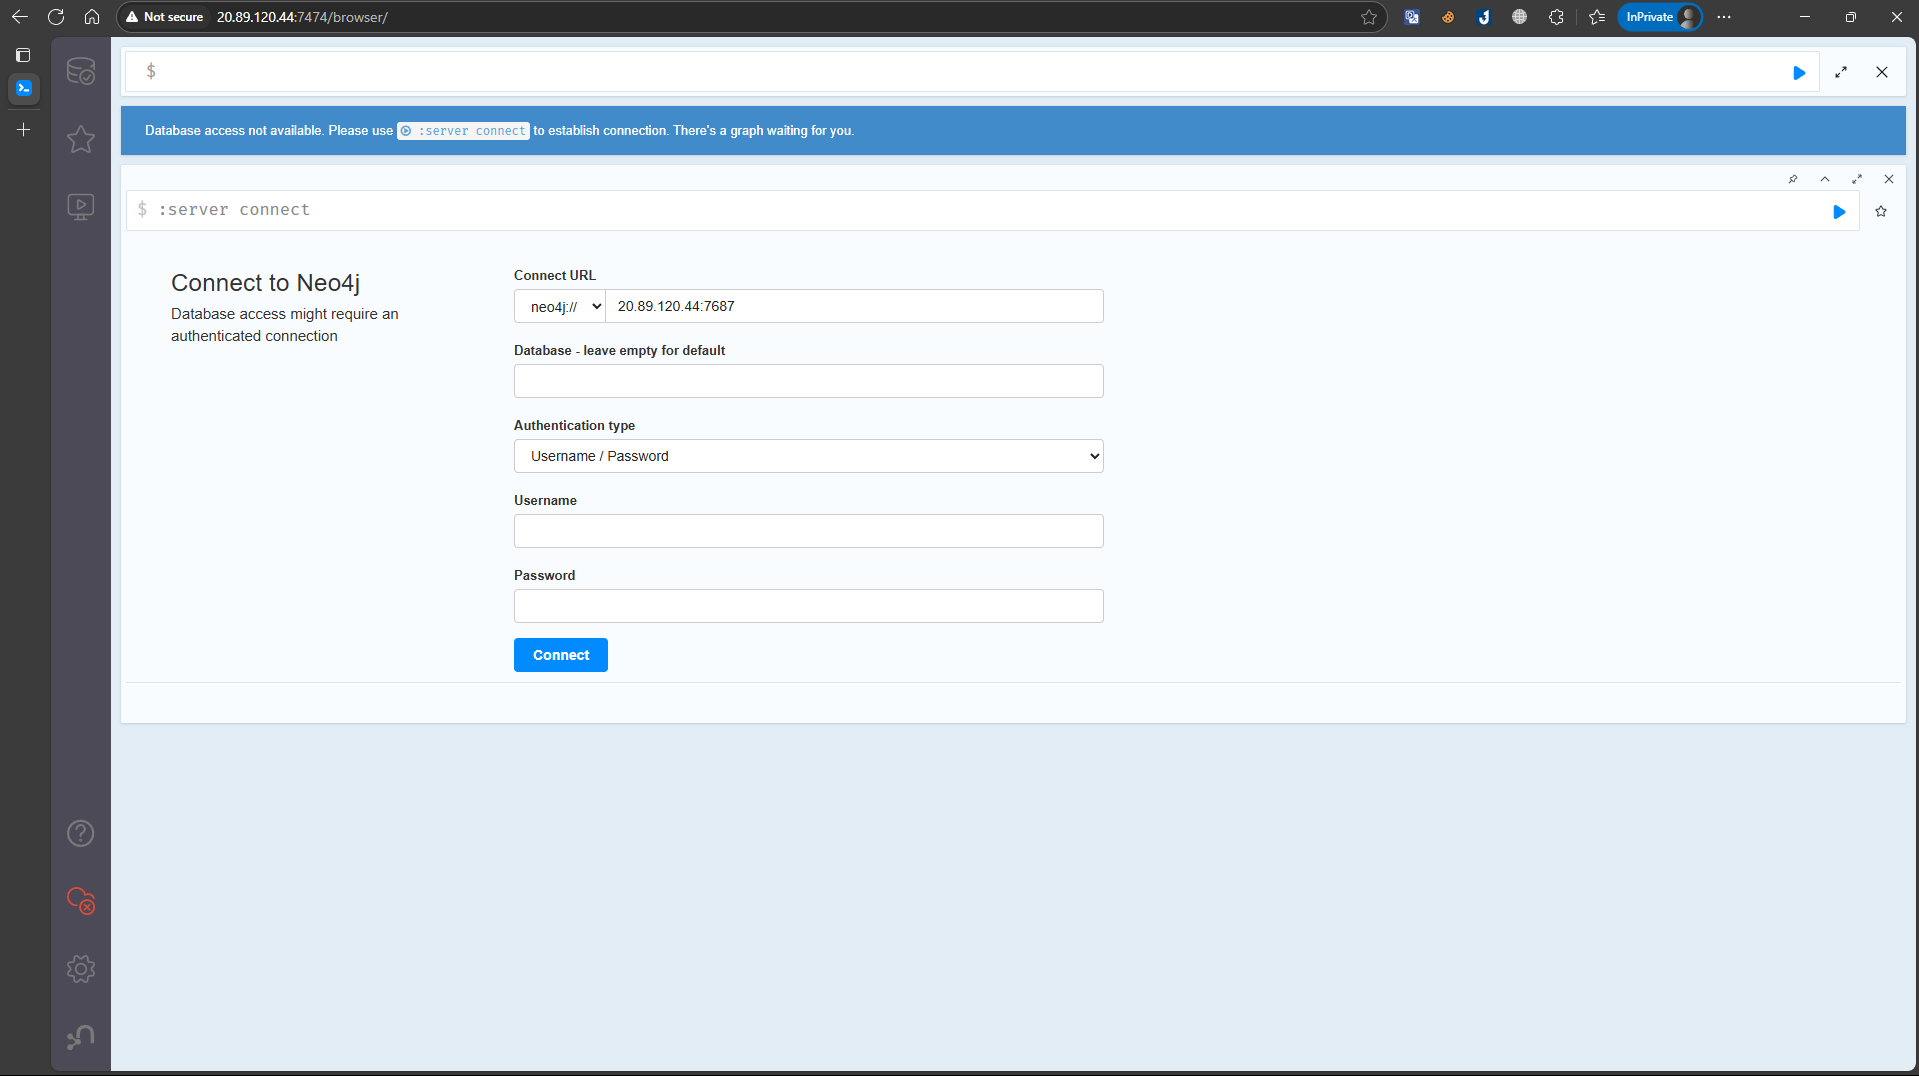 Not secure 20.89.120.44:7474/browser/
InPrivate
$
Database access not available. Please use :server connect to establish connection. There's a graph waiting for you.
$ :server connect
Connect to Neo4j
Database access might require an
authenticated connection
Connect URL
neo4j:// 20.89.120.44:7687
Database - leave empty for default
Authentication type
Username / Password
Username
Password
Connect